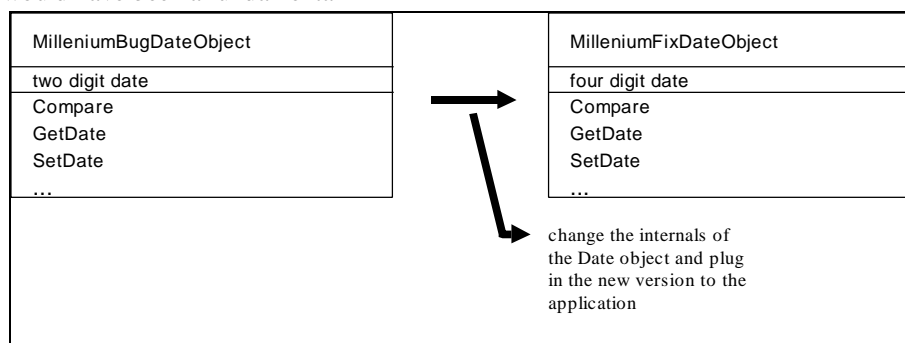 MilleniumBugDateObject
two digit date
Compare
GetDate
SetDate
...
MilleniumFixDateObject
four digit date
Compare
GetDate
SetDate
...
change the internals of
the Date object and plug
in the new version to the
application